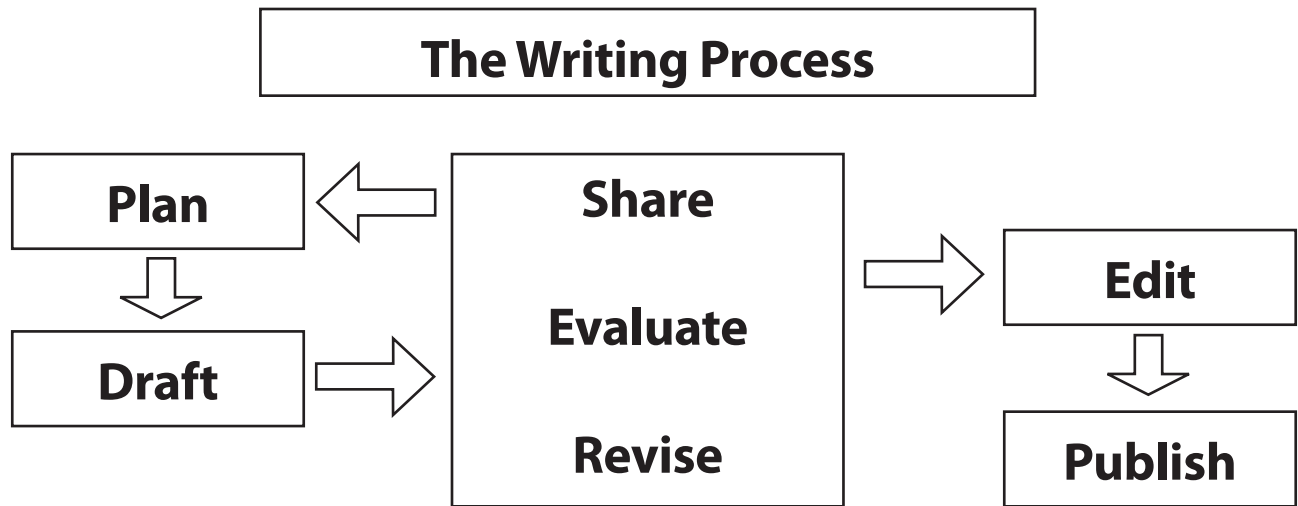 The Writing Process
Plan
Draft
Share
Evaluate
Revise
Edit
Publish